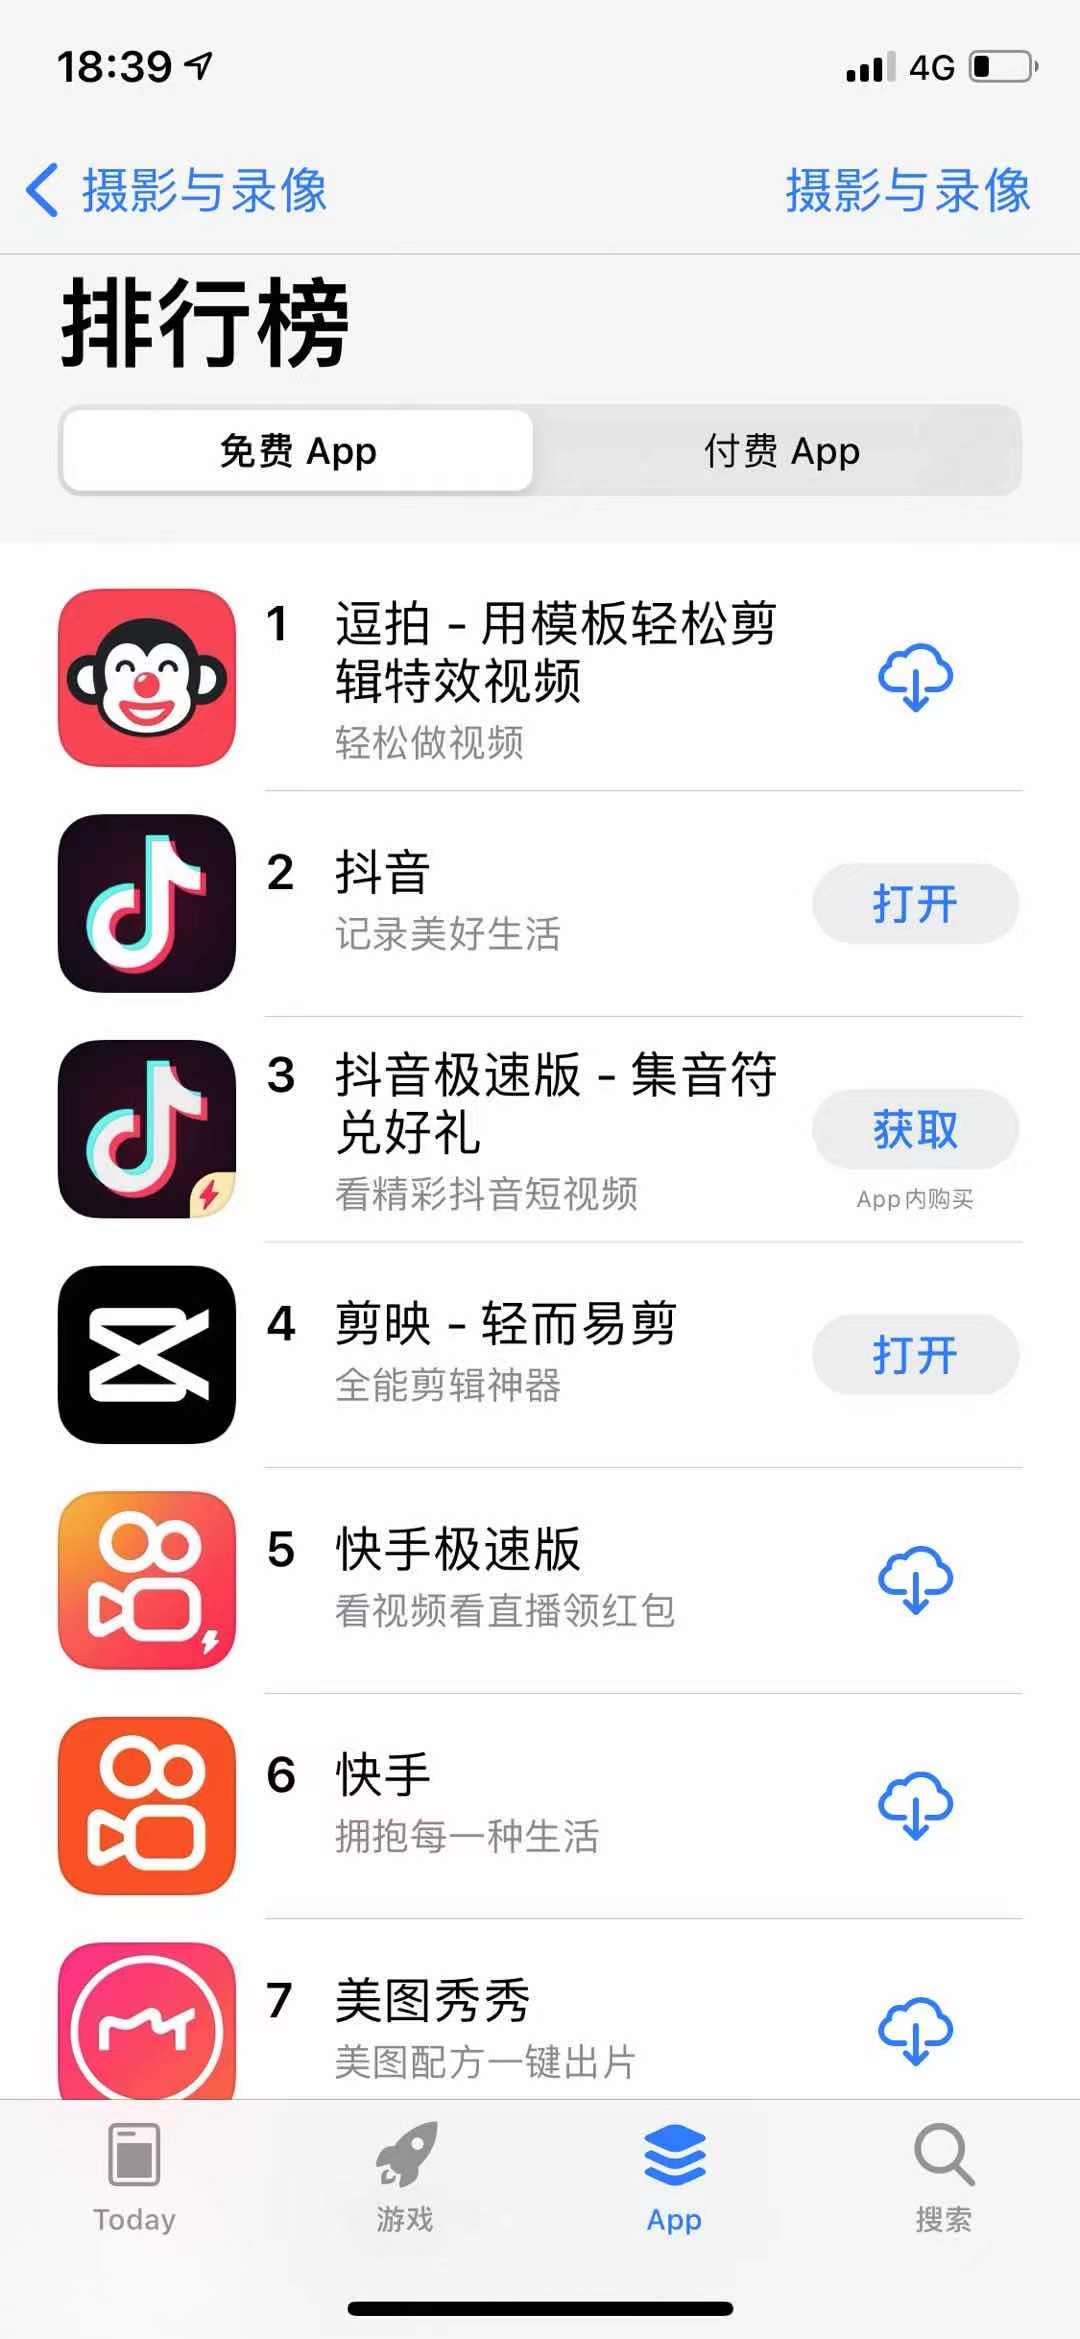 18:39
4G
摄影与录像
摄影与录像
排行榜
免费 App
付费 App
1
逗拍 - 用模板轻松剪
辑特效视频
轻松做视频
2
抖音
记录美好生活
打开
3
抖音极速版 - 集音符
兑好礼
看精彩抖音短视频
获取
App内购买
4
剪映 - 轻而易剪
全能剪辑神器
打开
5
快手极速版
看视频看直播领红包
6
快手
拥抱每一种生活
7
美图秀秀
美图配方一键出片
Today
游戏
App
搜索